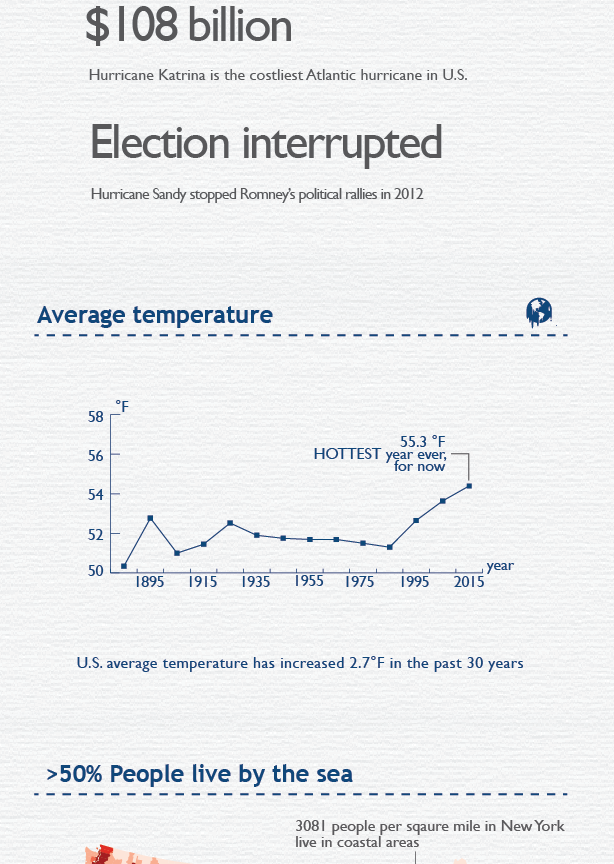 $108 billion
Hurricane Katrina is the costliest Atlantic hurricane in U.S.
Election interrupted
Hurricane Sandy stopped Romney's political rallies in 2012
Average temperature
°F
58
56
54
52
50
55.3 °F
HOTTEST year ever,
for now
year
1895 1915 1935 1955 1975 1995 2015
U.S. average temperature has increased 2.7°F in the past 30 years
>50% People live by the sea
3081 people per sqaure mile in New York
live in coastal areas